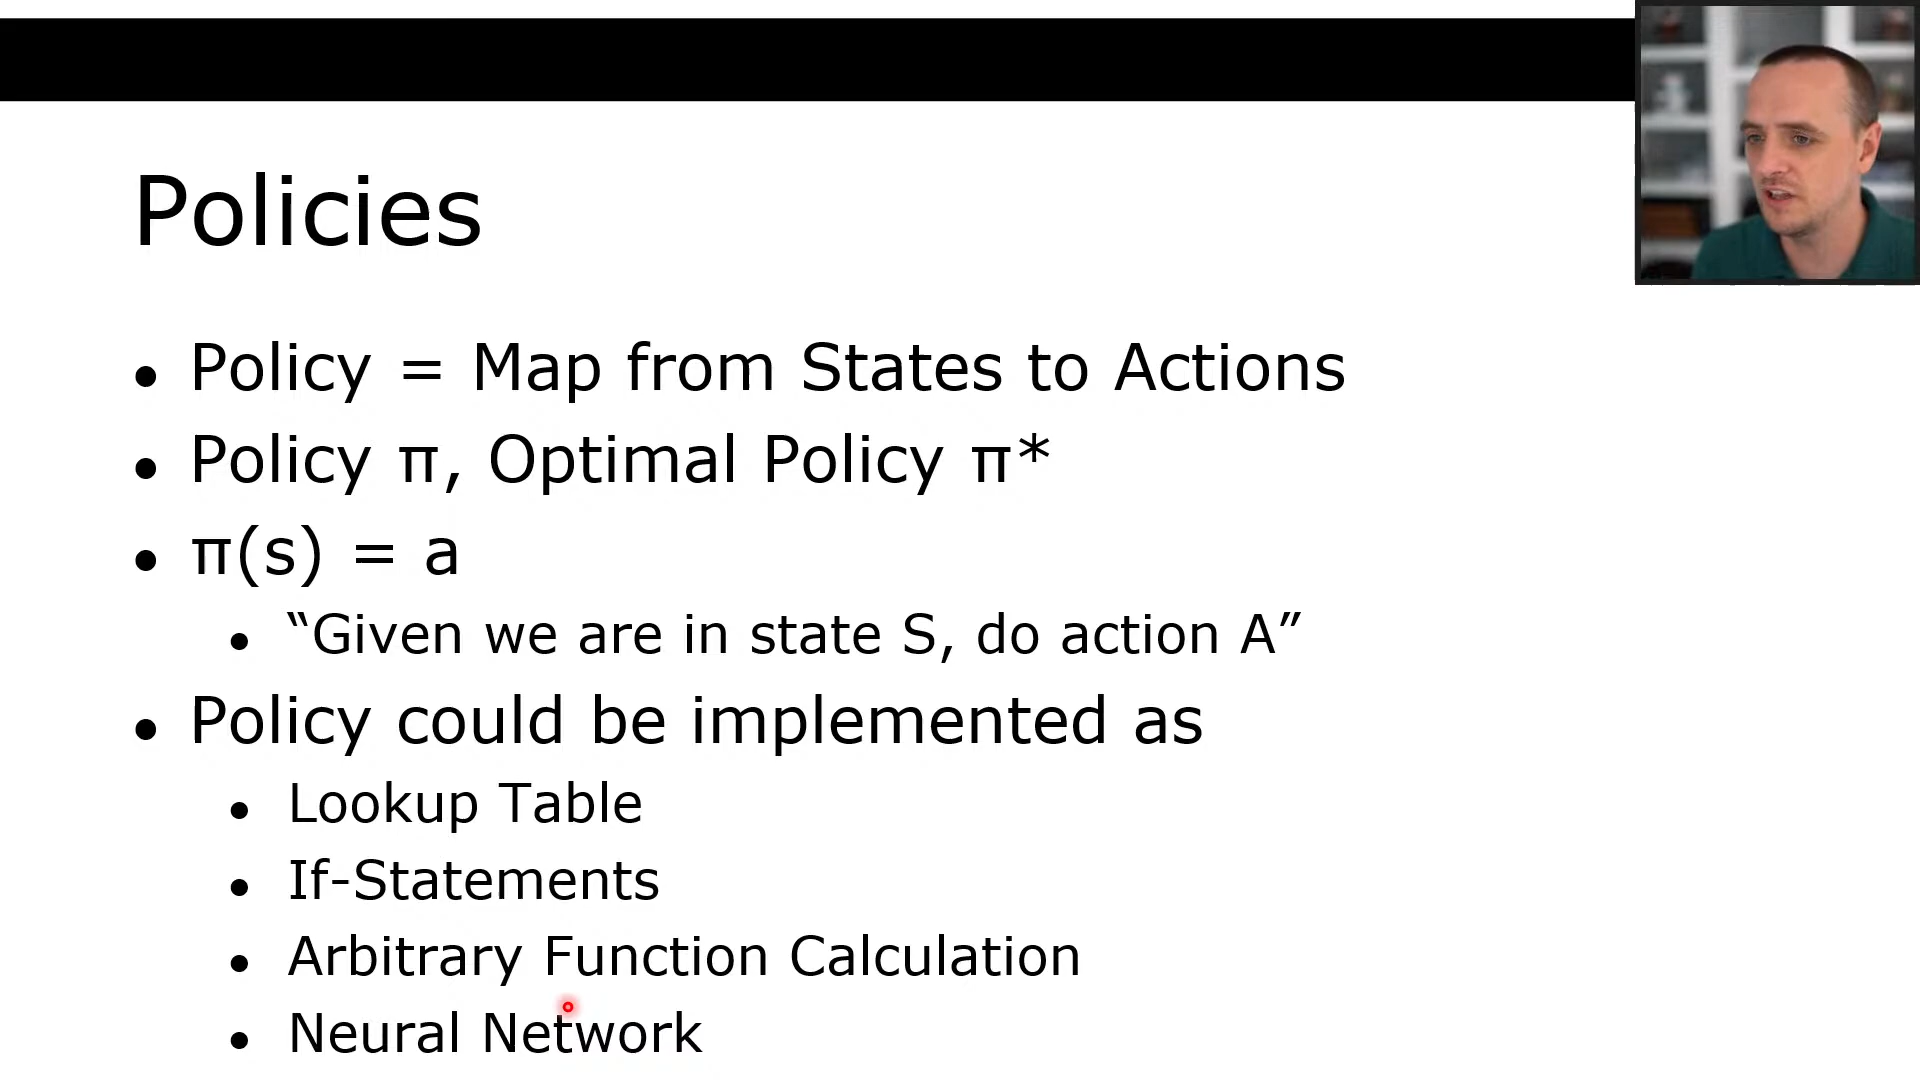 Policies
• Policy = Map from States to Actions
• Policy π, Optimal Policy π*
• π(s) = a
• “Given we are in state S, do action A”
• Policy could be implemented as
• Lookup Table
• If-Statements
• Arbitrary Function Calculation
• Neural Network